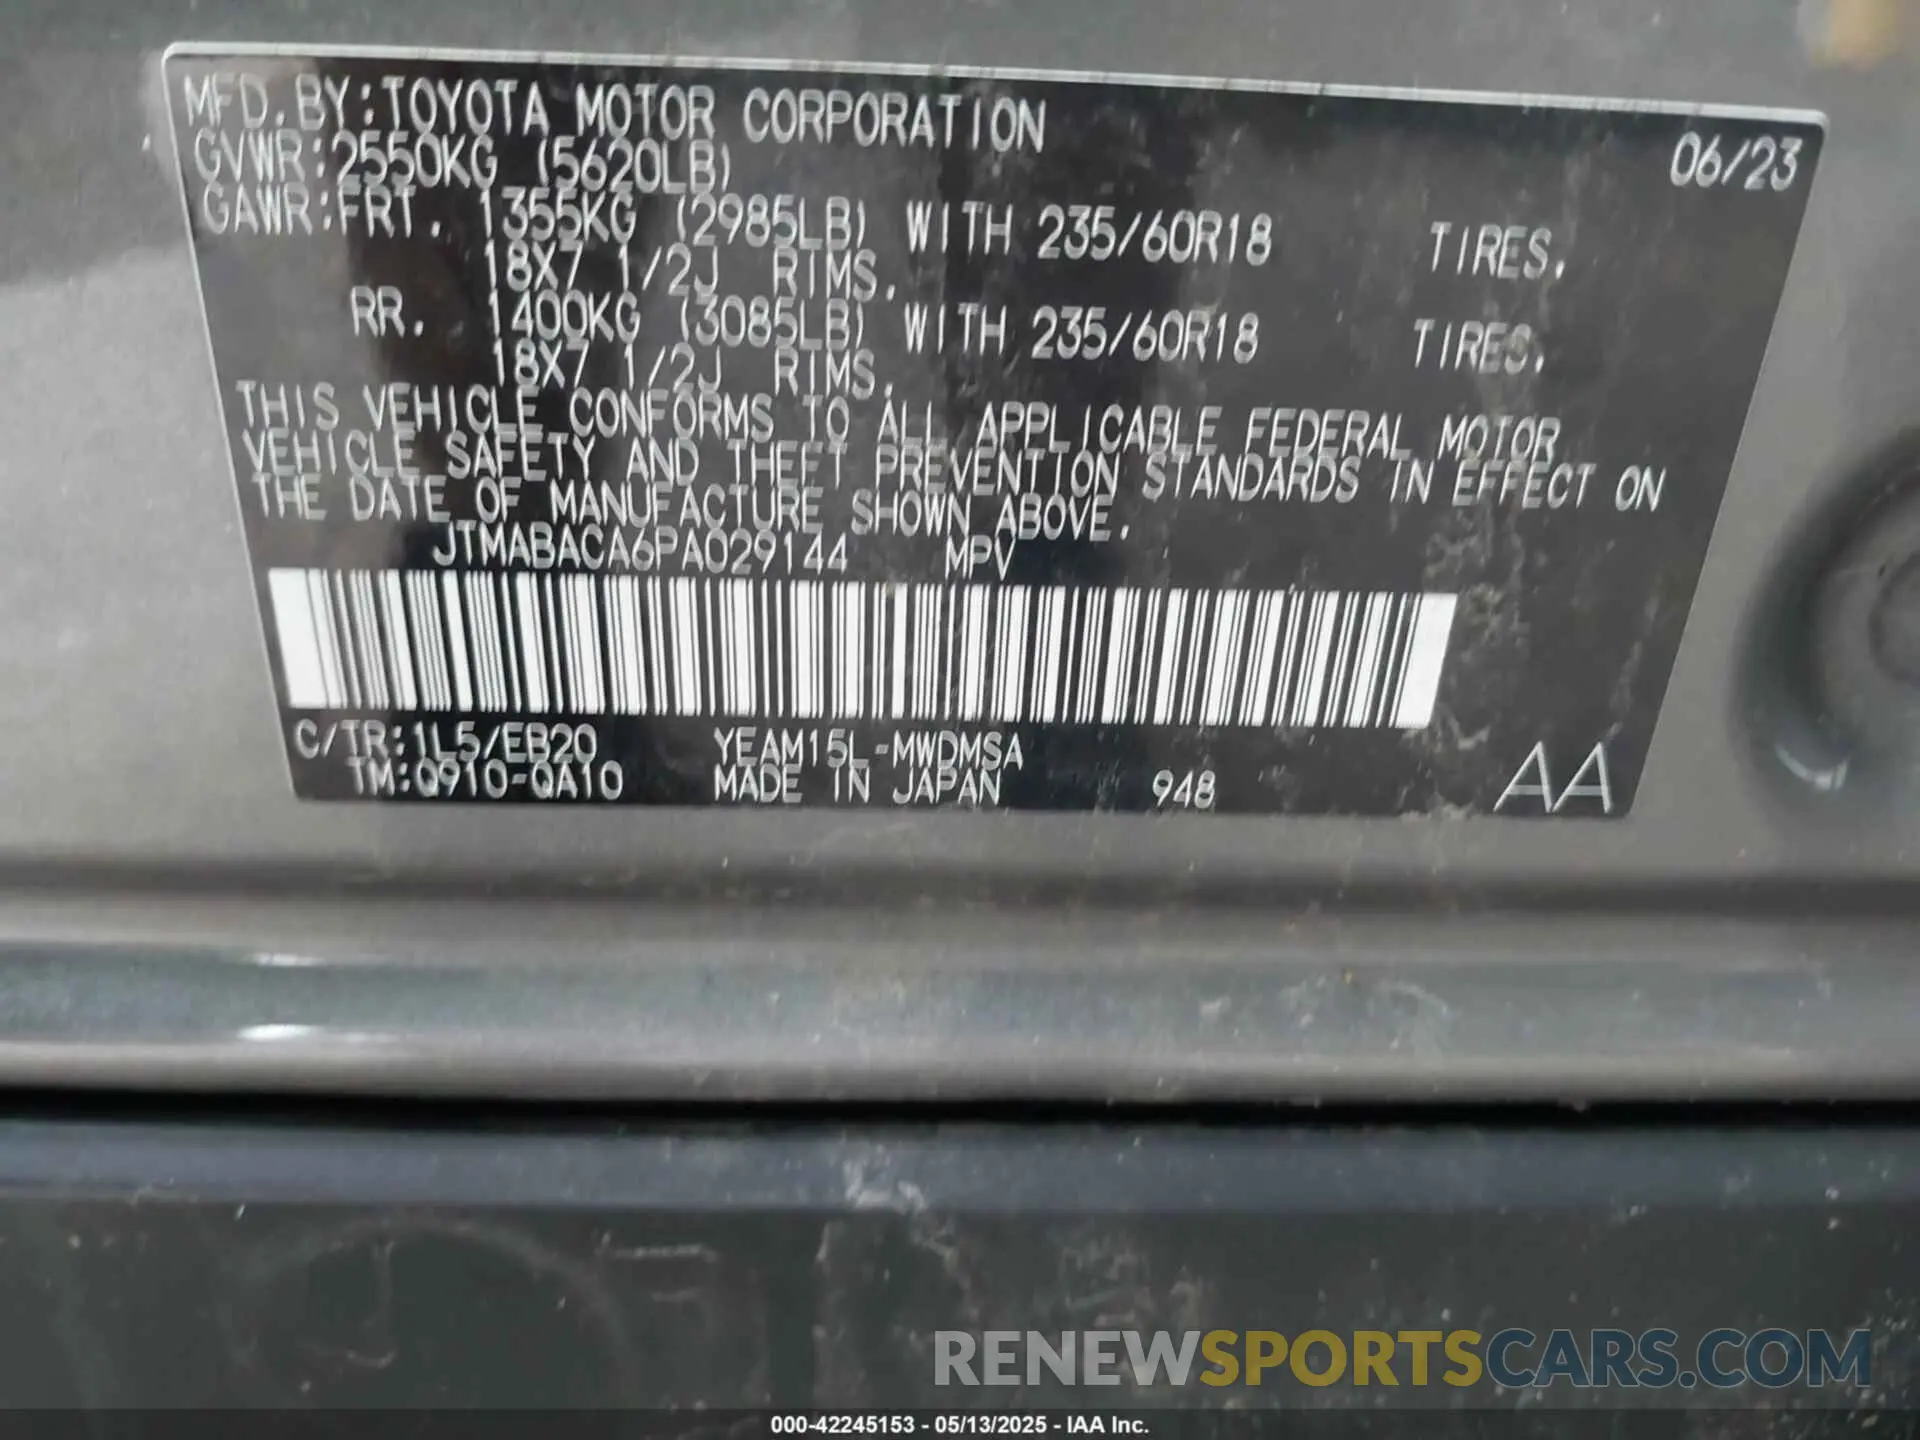 MFD.BY:TOYOTA MOTOR CORPORATION 06/23
GVWR:2550KG (5620LB)
GAWR:FRT. 1355KG (2985LB) WITH 235/60R18 TIRES,
18X7 1/2J RIMS,
RR. 1400KG (3085LB) WITH 235/60R18 TIRES,
18X7 1/2J RIMS,
THIS VEHICLE CONFORMS TO ALL APPLICABLE FEDERAL MOTOR
VEHICLE SAFETY AND THEFT PREVENTION STANDARDS IN EFFECT ON
THE DATE OF MANUFACTURE SHOWN ABOVE.
JTMABACA6PA029144 MPV
C/TR:1L5/EB20 YEAM15L-MWDMSA
TM:Q910-QA10 MADE IN JAPAN 948 AA
RENEWSPORTSCARS.COM
000-42245153 - 05/13/2025 - IAA Inc.